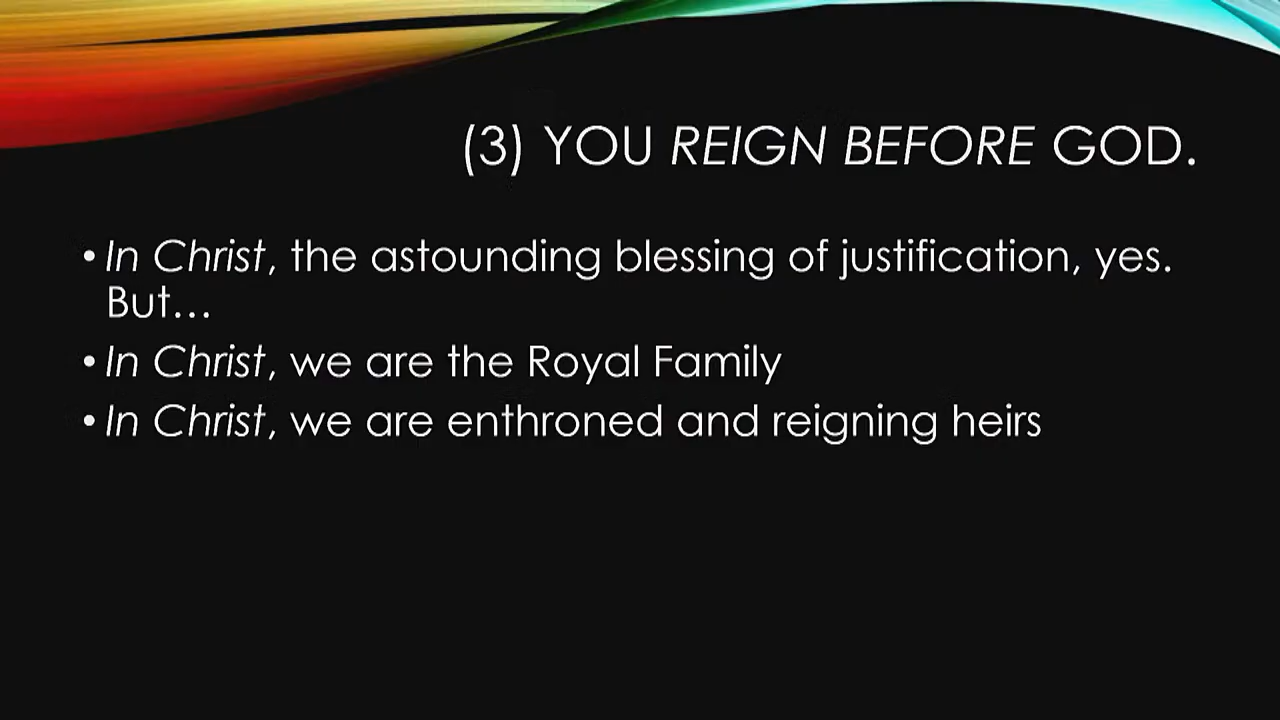 (3) YOU REIGN BEFORE GOD.
• In Christ, the astounding blessing of justification, yes.
But…
• In Christ, we are the Royal Family
• In Christ, we are enthroned and reigning heirs